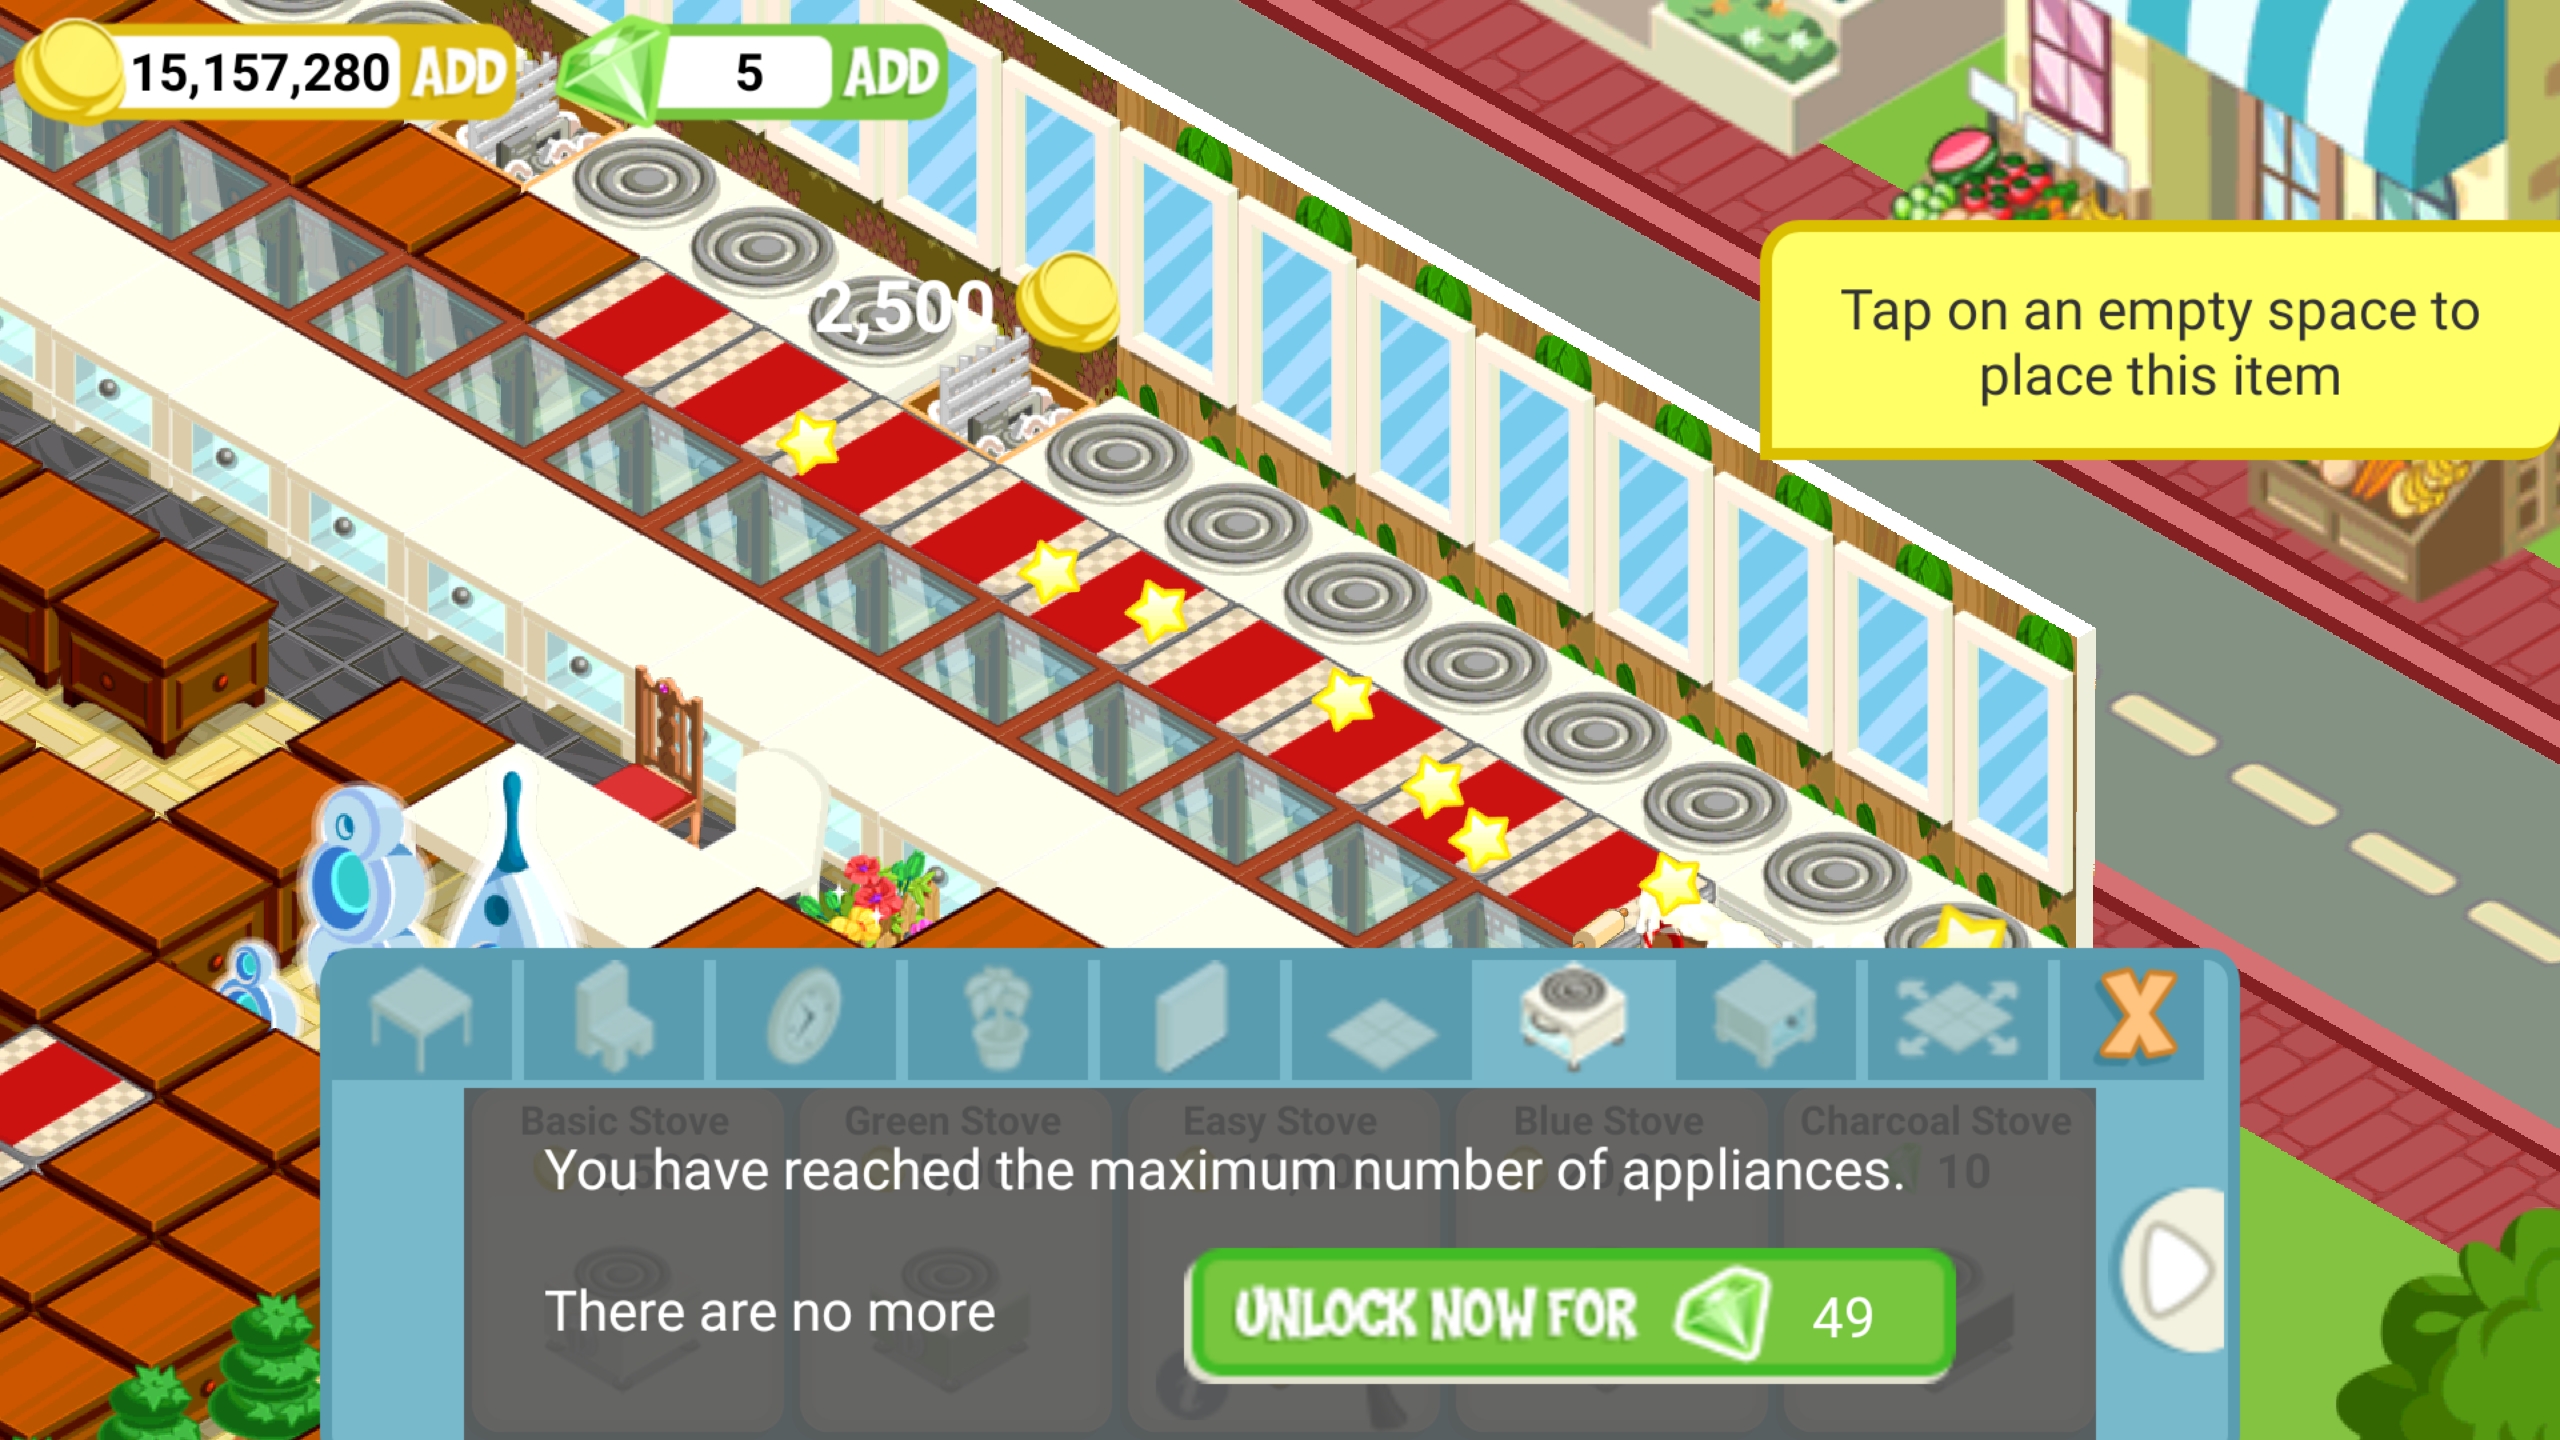 15,157,280 ADD
5 ADD
-2,500
Tap on an empty space to
place this item
Basic Stove
Green Stove
Easy Stove
Blue Stove
Charcoal Stove
10
You have reached the maximum number of appliances.
There are no more
UNLOCK NOW FOR 49